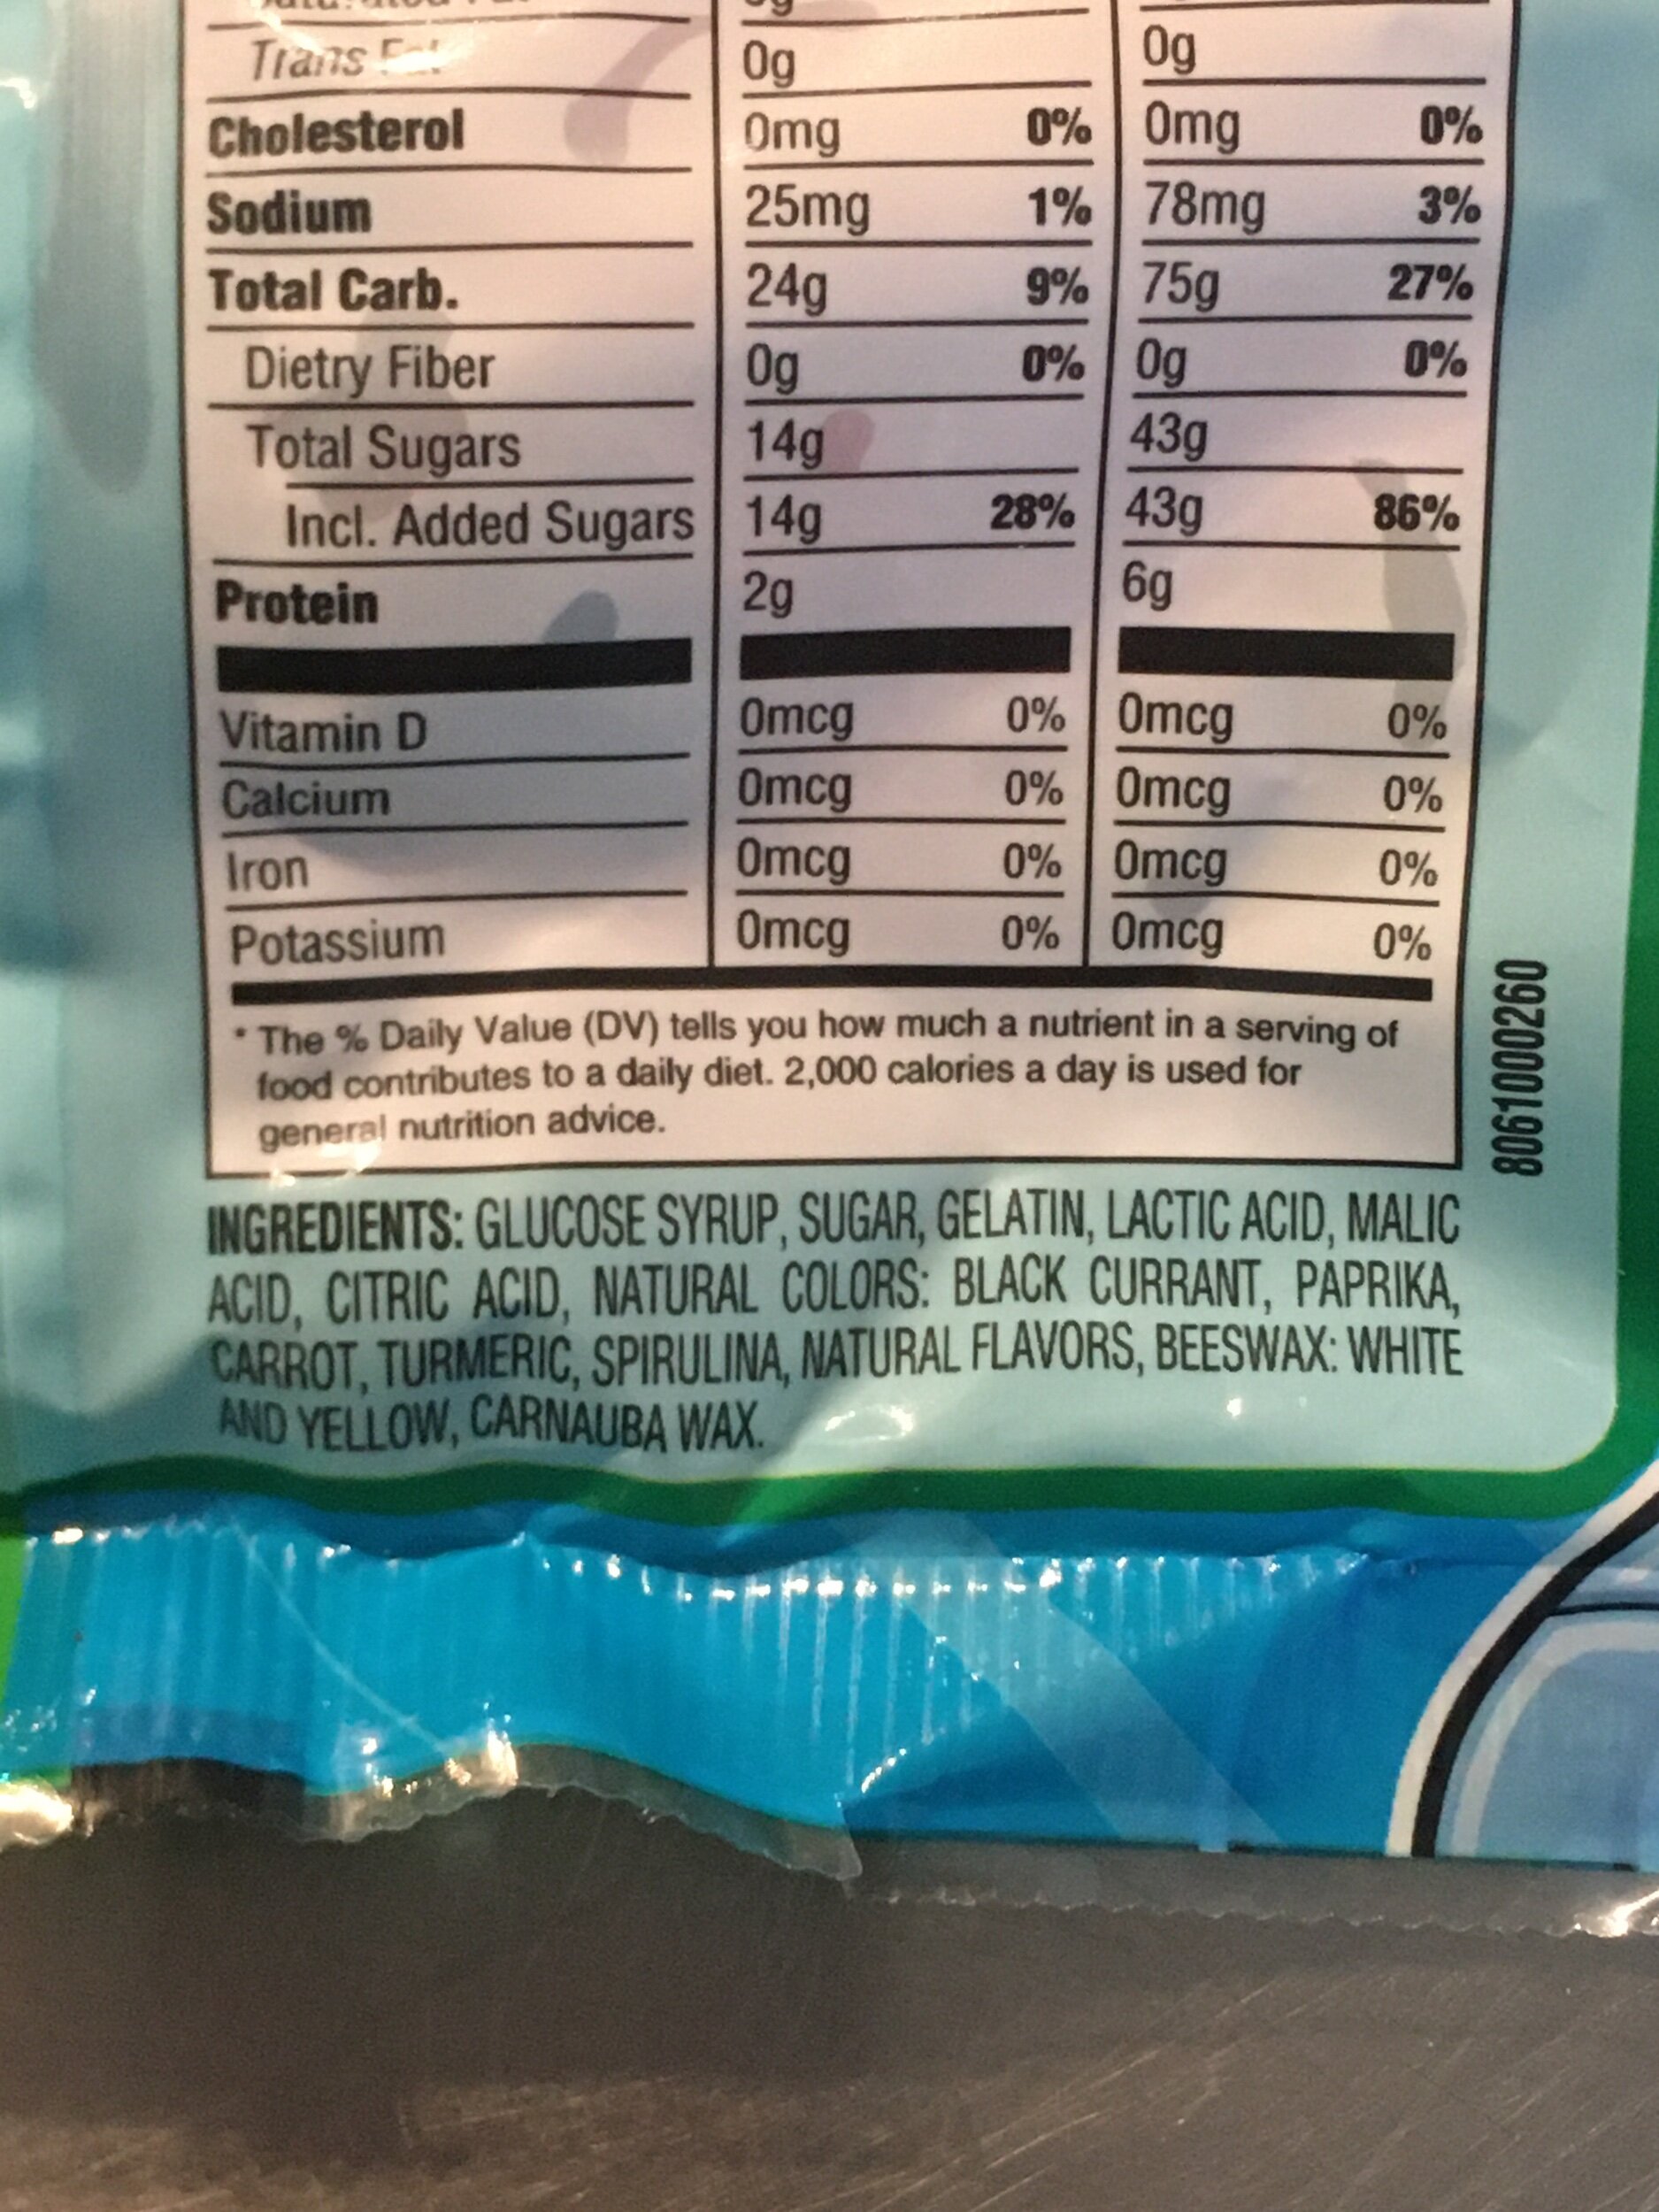 Trans Fat 0g 0g
Cholesterol 0mg 0% 0mg 0%
Sodium 25mg 1% 78mg 3%
Total Carb. 24g 9% 75g 27%
Dietry Fiber 0g 0% 0g 0%
Total Sugars 14g 43g
Incl. Added Sugars 14g 28% 43g 86%
Protein 2g 6g
Vitamin D 0mcg 0% 0mcg 0%
Calcium 0mcg 0% 0mcg 0%
Iron 0mcg 0% 0mcg 0%
Potassium 0mcg 0% 0mcg 0%
* The % Daily Value (DV) tells you how much a nutrient in a serving of
food contributes to a daily diet. 2,000 calories a day is used for
general nutrition advice.
8061000260
INGREDIENTS: GLUCOSE SYRUP, SUGAR, GELATIN, LACTIC ACID, MALIC
ACID, CITRIC ACID, NATURAL COLORS: BLACK CURRANT, PAPRIKA,
CARROT, TURMERIC, SPIRULINA, NATURAL FLAVORS, BEESWAX: WHITE
AND YELLOW, CARNAUBA WAX.